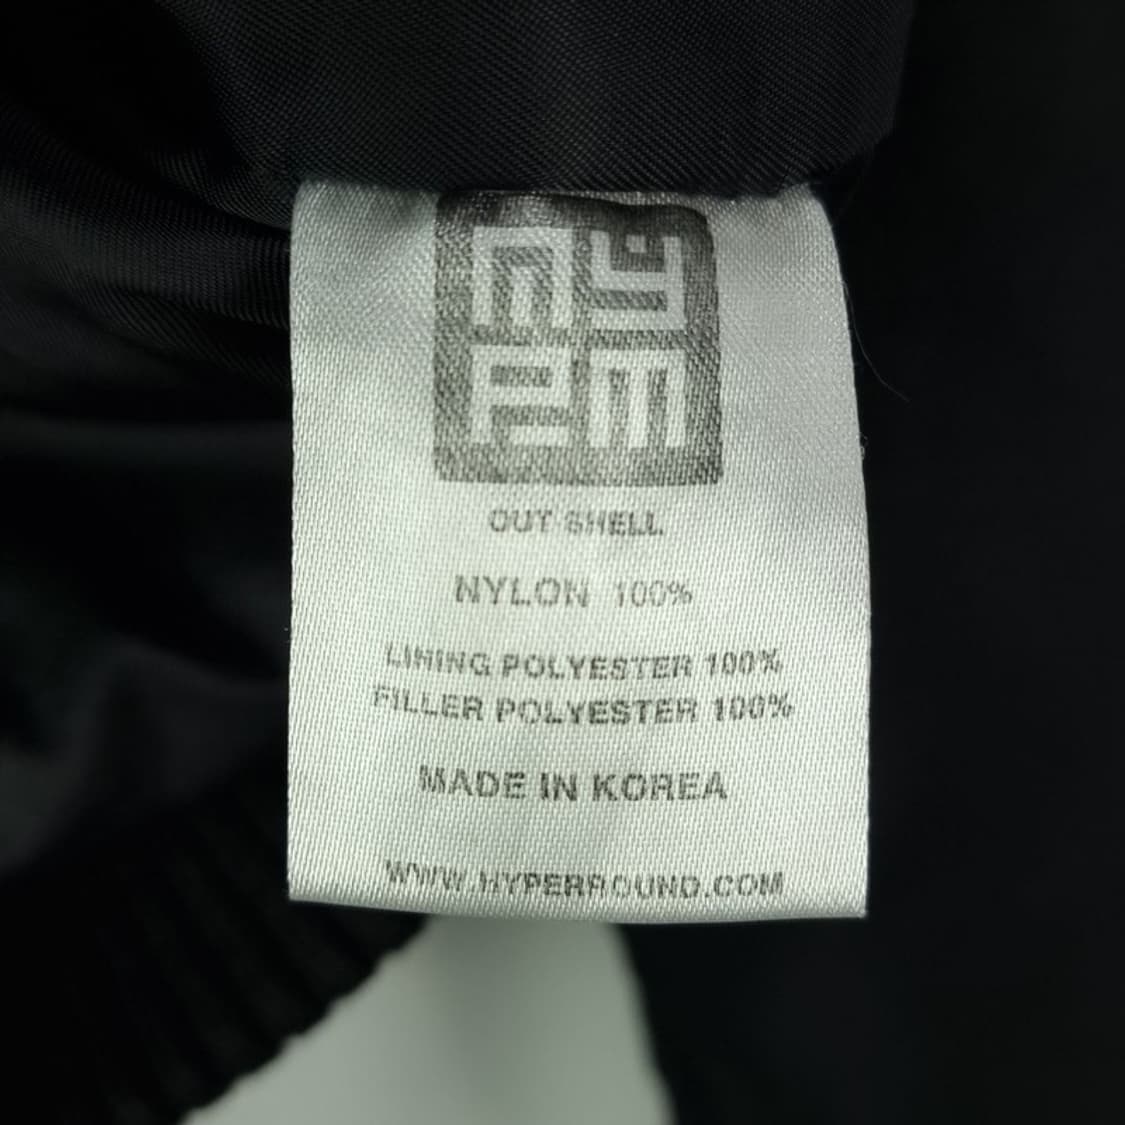 OUT SHELL
NYLON 100%
LINING POLYESTER 100%
FILLER POLYESTER 100%
MADE IN KOREA
WWW.HYPERROUND.COM